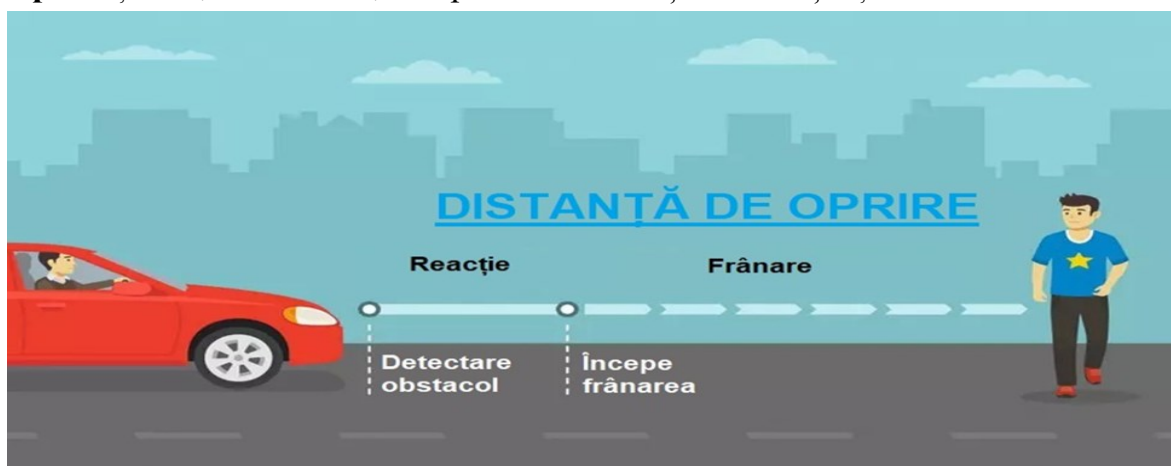 DISTANȚĂ DE OPRIRE
Reacție
Frânare
Detectare
obstacol
Începe
frânarea